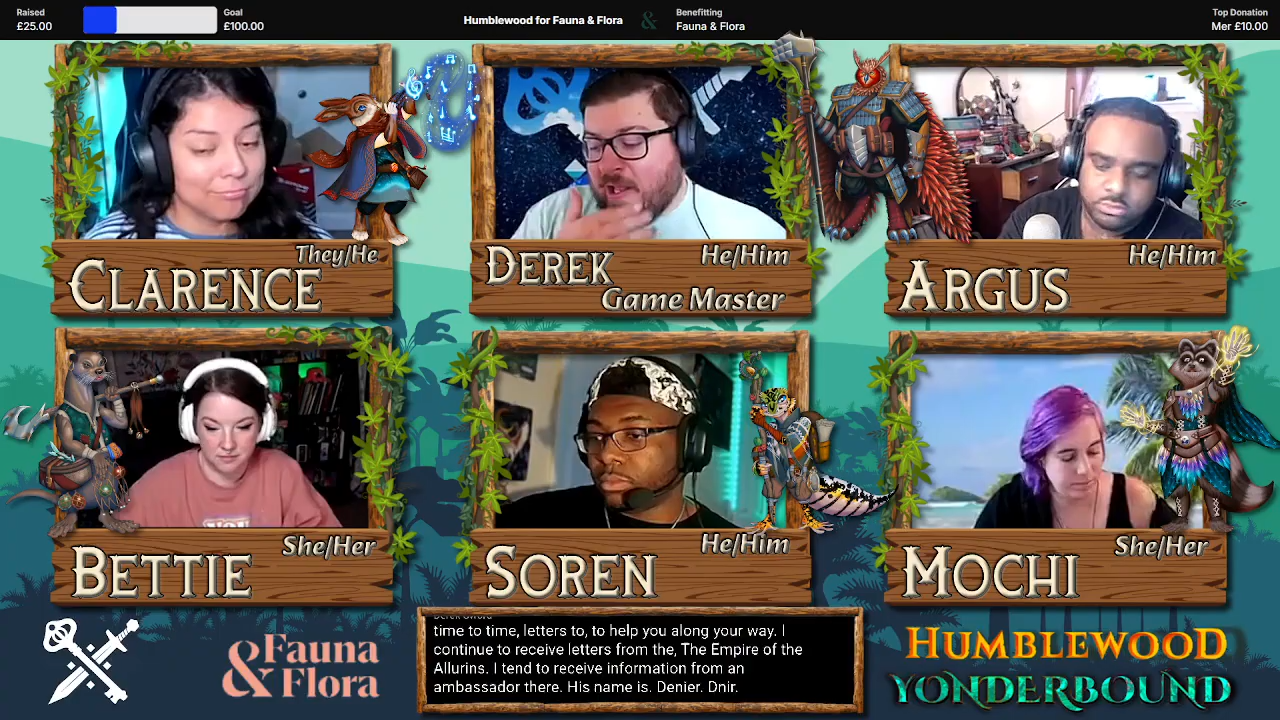 Raised
£25.00
Goal
£100.00
Humblewood for Fauna & Flora
&
Benefitting
Fauna & Flora
Top Donation
Mer £10.00
They/He
CLARENCE
He/Him
DEREK
Game Master
He/Him
ARGUS
She/Her
BETTIE
He/Him
SOREN
She/Her
MOCHI
time to time, letters to, to help you along your way. I
continue to receive letters from the, The Empire of the
Allurins. I tend to receive information from an
ambassador there. His name is. Denier. Dnir.
Fauna
& Flora
HUMBLEWOOD
YONDERBOUND